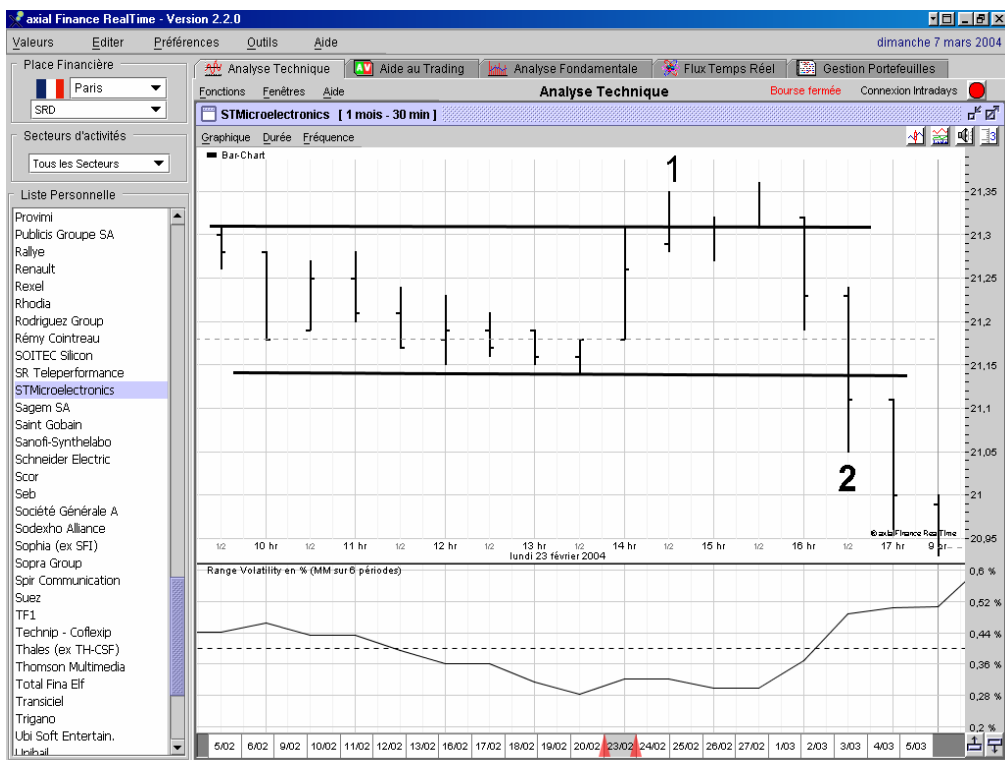 axial Finance RealTime - Version 2.2.0
Valeurs Editer Préférences Outils Aide dimanche 7 mars 2004
Place Financière
Paris
SRD
Secteurs d'activités
Tous les Secteurs
Liste Personnelle
Provimi
Publicis Groupe SA
Rallye
Renault
Rexel
Rhodia
Rodriguez Group
Rémy Cointreau
SOITEC Silicon
SR Teleperformance
STMicroelectronics
Sagem SA
Saint Gobain
Sanofi-Synthelabo
Schneider Electric
Scor
Seb
Société Générale A
Sodexho Alliance
Sophia (ex SFI)
Sopra Group
Spir Communication
Suez
TF1
Technip - Coflexip
Thales (ex TH-CSF)
Thomson Multimedia
Total Fina Elf
Transiciel
Trigano
Ubi Soft Entertain.
Analyse Technique AV Aide au Trading Analyse Fondamentale Flux Temps Réel Gestion Portefeuilles
Fonctions Fenêtres Aide Analyse Technique Bourse fermée Connexion Intradays
STMicroelectronics [ 1 mois - 30 min ]
Graphique Durée Fréquence
Bar-Chart
1
21,35
21,3
21,25
21,2
21,15
21,1
21,05
2
21
© axial Finance RealTime
20,95
1/2 10 hr 1/2 11 hr 1/2 12 hr 1/2 13 hr 1/2 14 hr 1/2 15 hr 1/2 16 hr 1/2 17 hr 9 hr
lundi 23 février 2004
Range Volatility en % (MM sur 6 périodes)
0,6 %
0,52 %
0,44 %
0,36 %
0,28 %
0,2 %
5/02 6/02 9/02 10/02 11/02 12/02 13/02 16/02 17/02 18/02 19/02 20/02 23/02 24/02 25/02 26/02 27/02 1/03 2/03 3/03 4/03 5/03